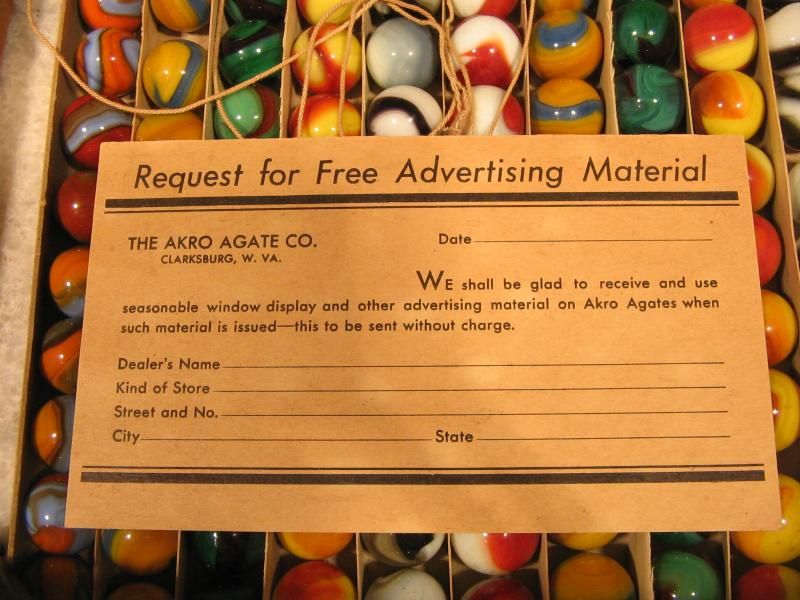 Request for Free Advertising Material
THE AKRO AGATE CO.
CLARKSBURG, W. VA.
Date
WE shall be glad to receive and use
seasonable window display and other advertising material on Akro Agates when
such material is issued—this to be sent without charge.
Dealer's Name
Kind of Store
Street and No.
City State